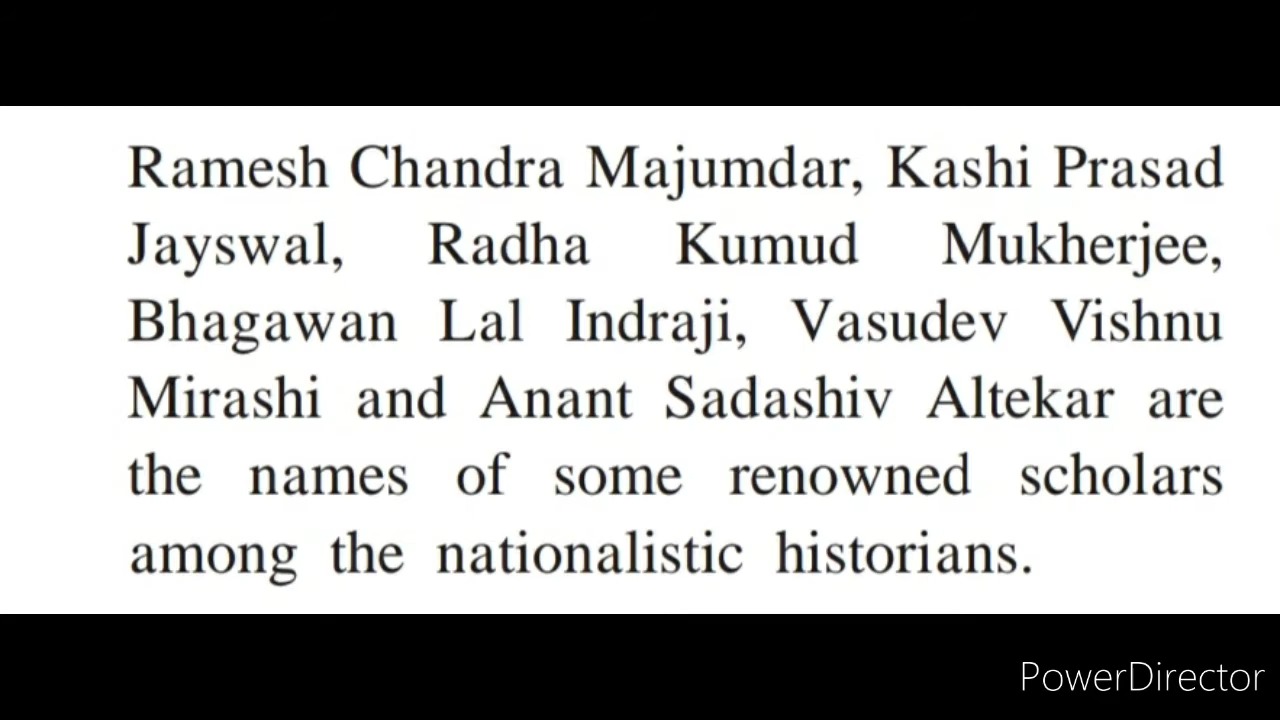 Ramesh Chandra Majumdar, Kashi Prasad
Jayswal, Radha Kumud Mukherjee,
Bhagawan Lal Indraji, Vasudev Vishnu
Mirashi and Anant Sadashiv Altekar are
the names of some renowned scholars
among the nationalistic historians.
PowerDirector